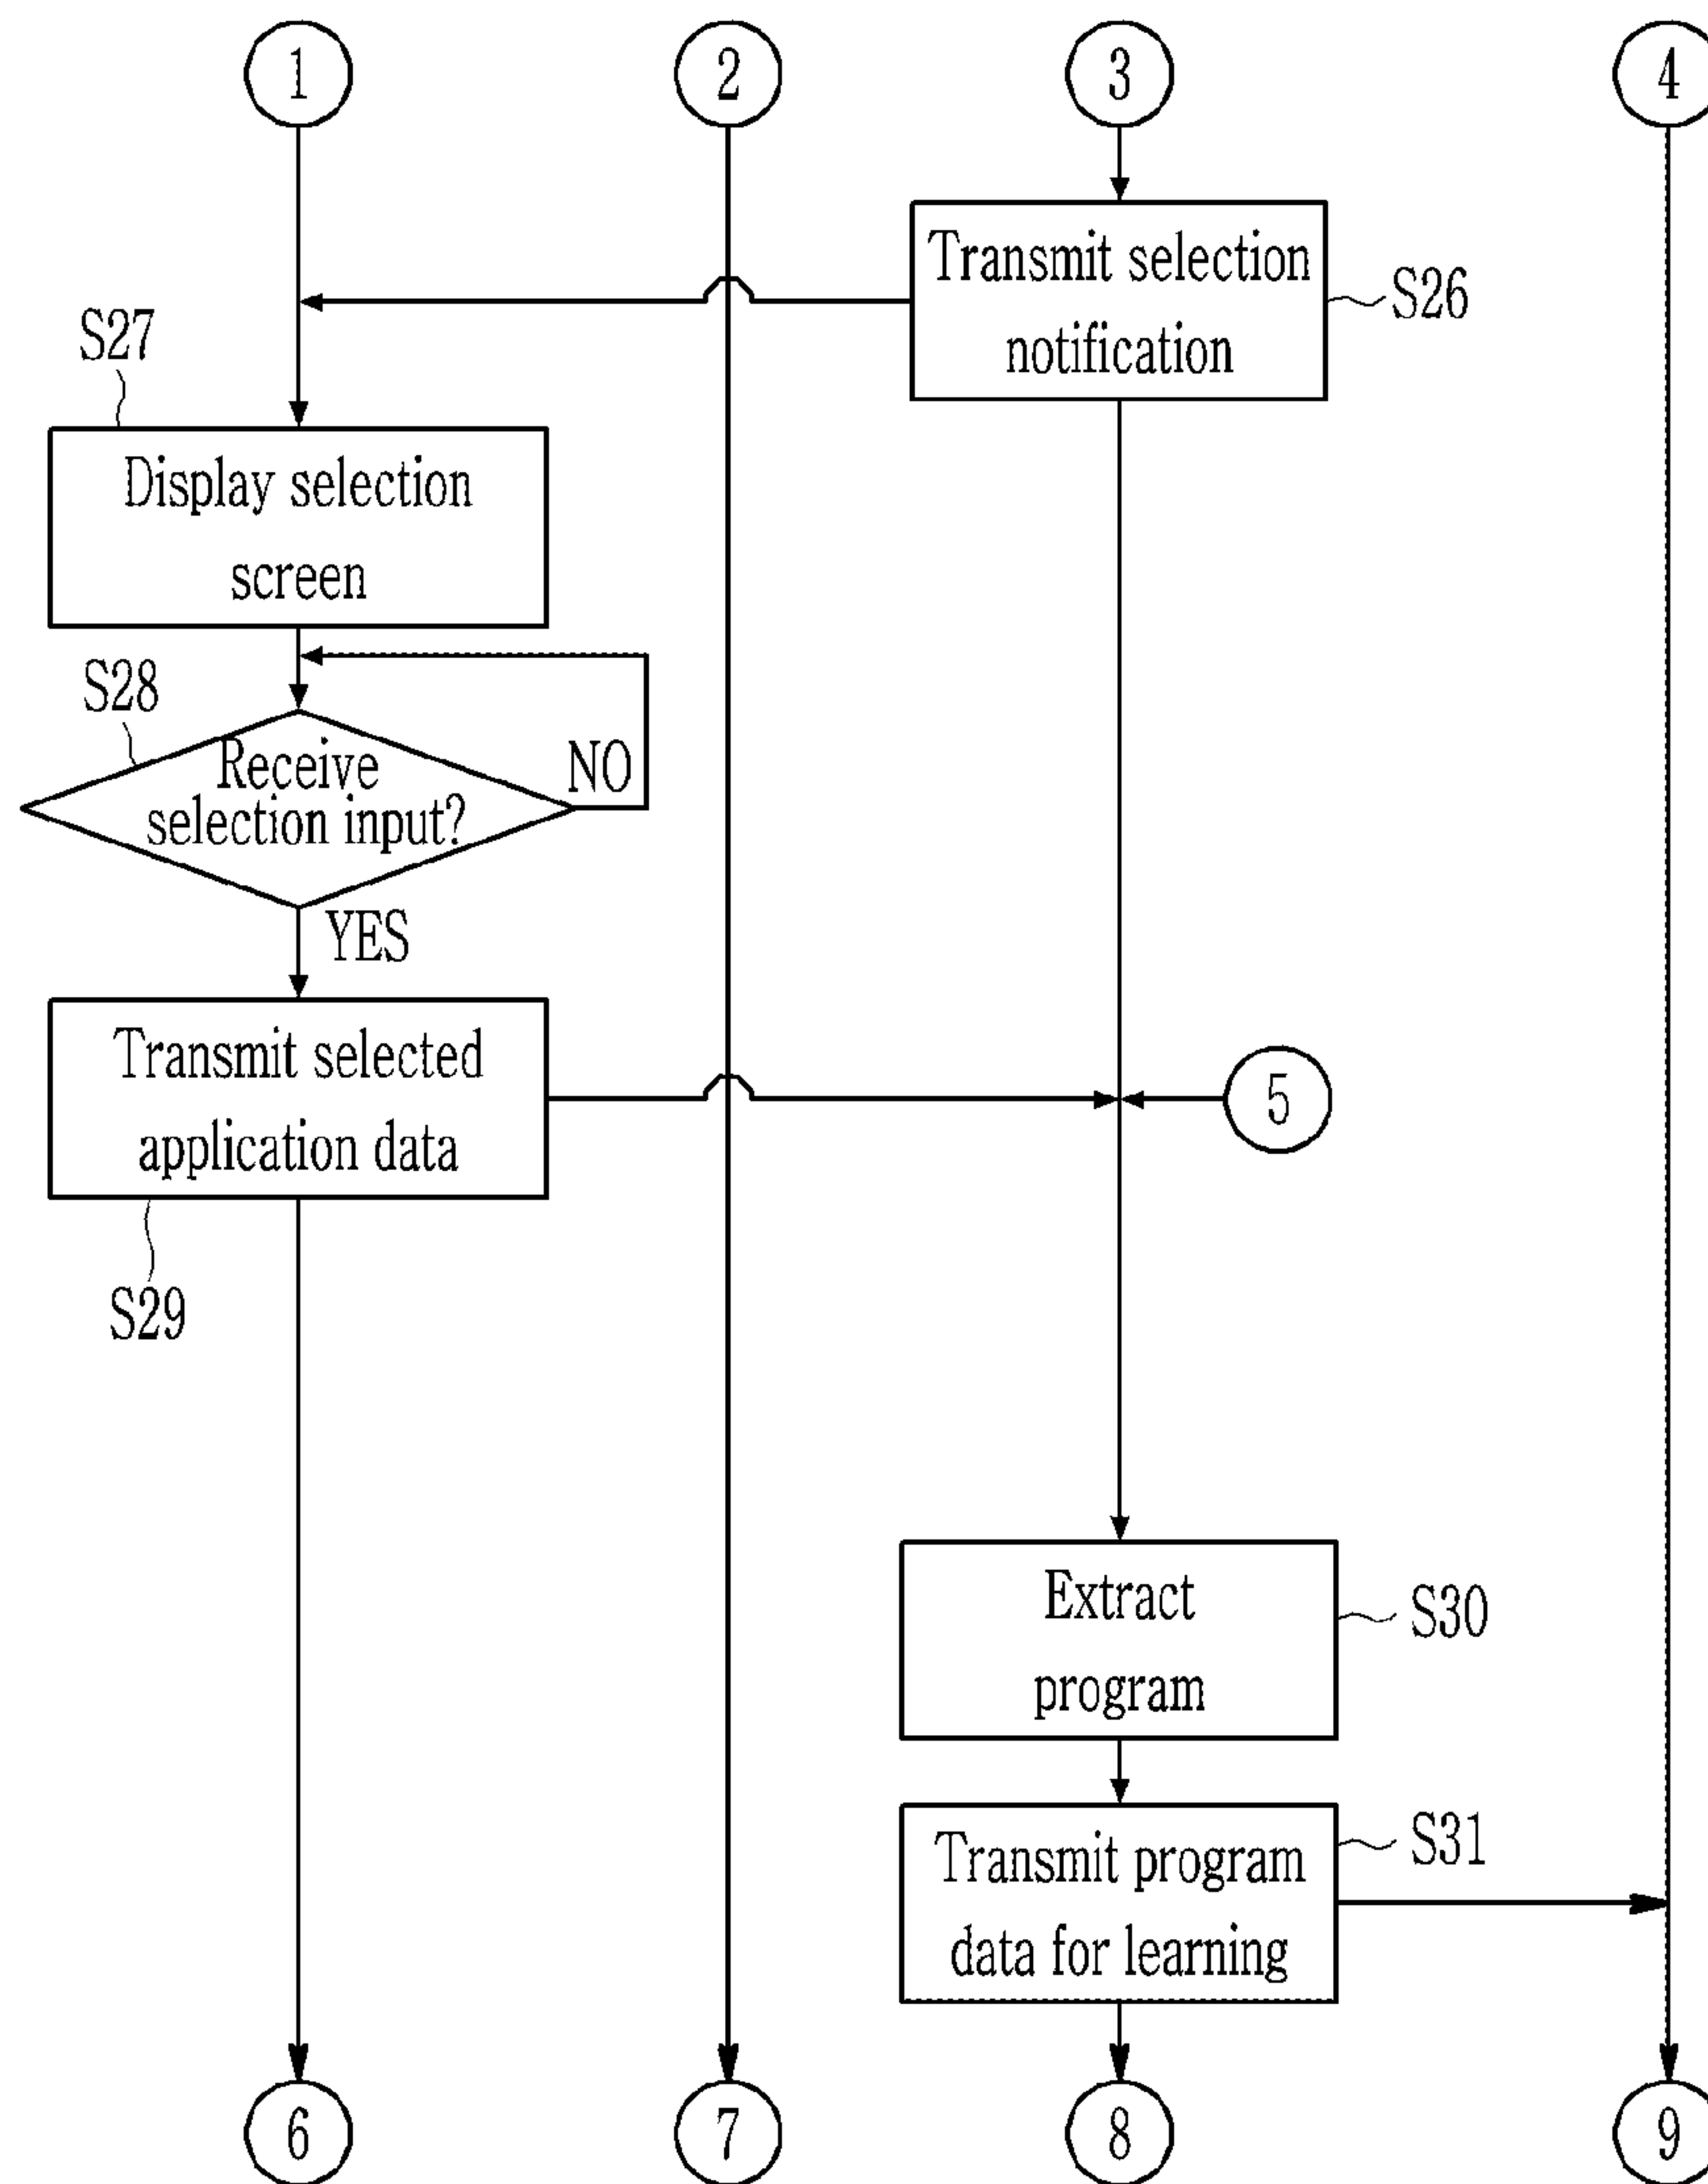 1
2
3
4
Transmit selection
notification
S26
S27
Display selection
screen
S28
Receive
selection input?
NO
YES
Transmit selected
application data
5
S29
Extract
program
S30
Transmit program
data for learning
S31
6
7
8
9